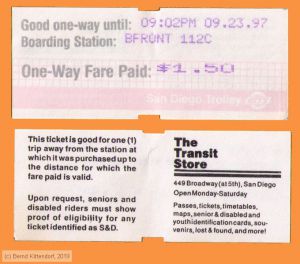 Good one-way until: 09:02PM 09.23.97
Boarding Station: BFRONT 112C
One-Way Fare Paid: $1.50
San Diego Trolley
This ticket is good for one (1)
trip away from the station at
which it was purchased up to
the distance for which the
fare paid is valid.
Upon request, seniors and
disabled riders must show
proof of eligibility for any
ticket identified as S&D.
The
Transit
Store
449 Broadway (at 5th), San Diego
Open Monday-Saturday
Passes, tickets, timetables,
maps, senior & disabled and
youth identification cards, sou-
venirs, lost & found, and more!
(c) Bernd Kittendorf, 2019